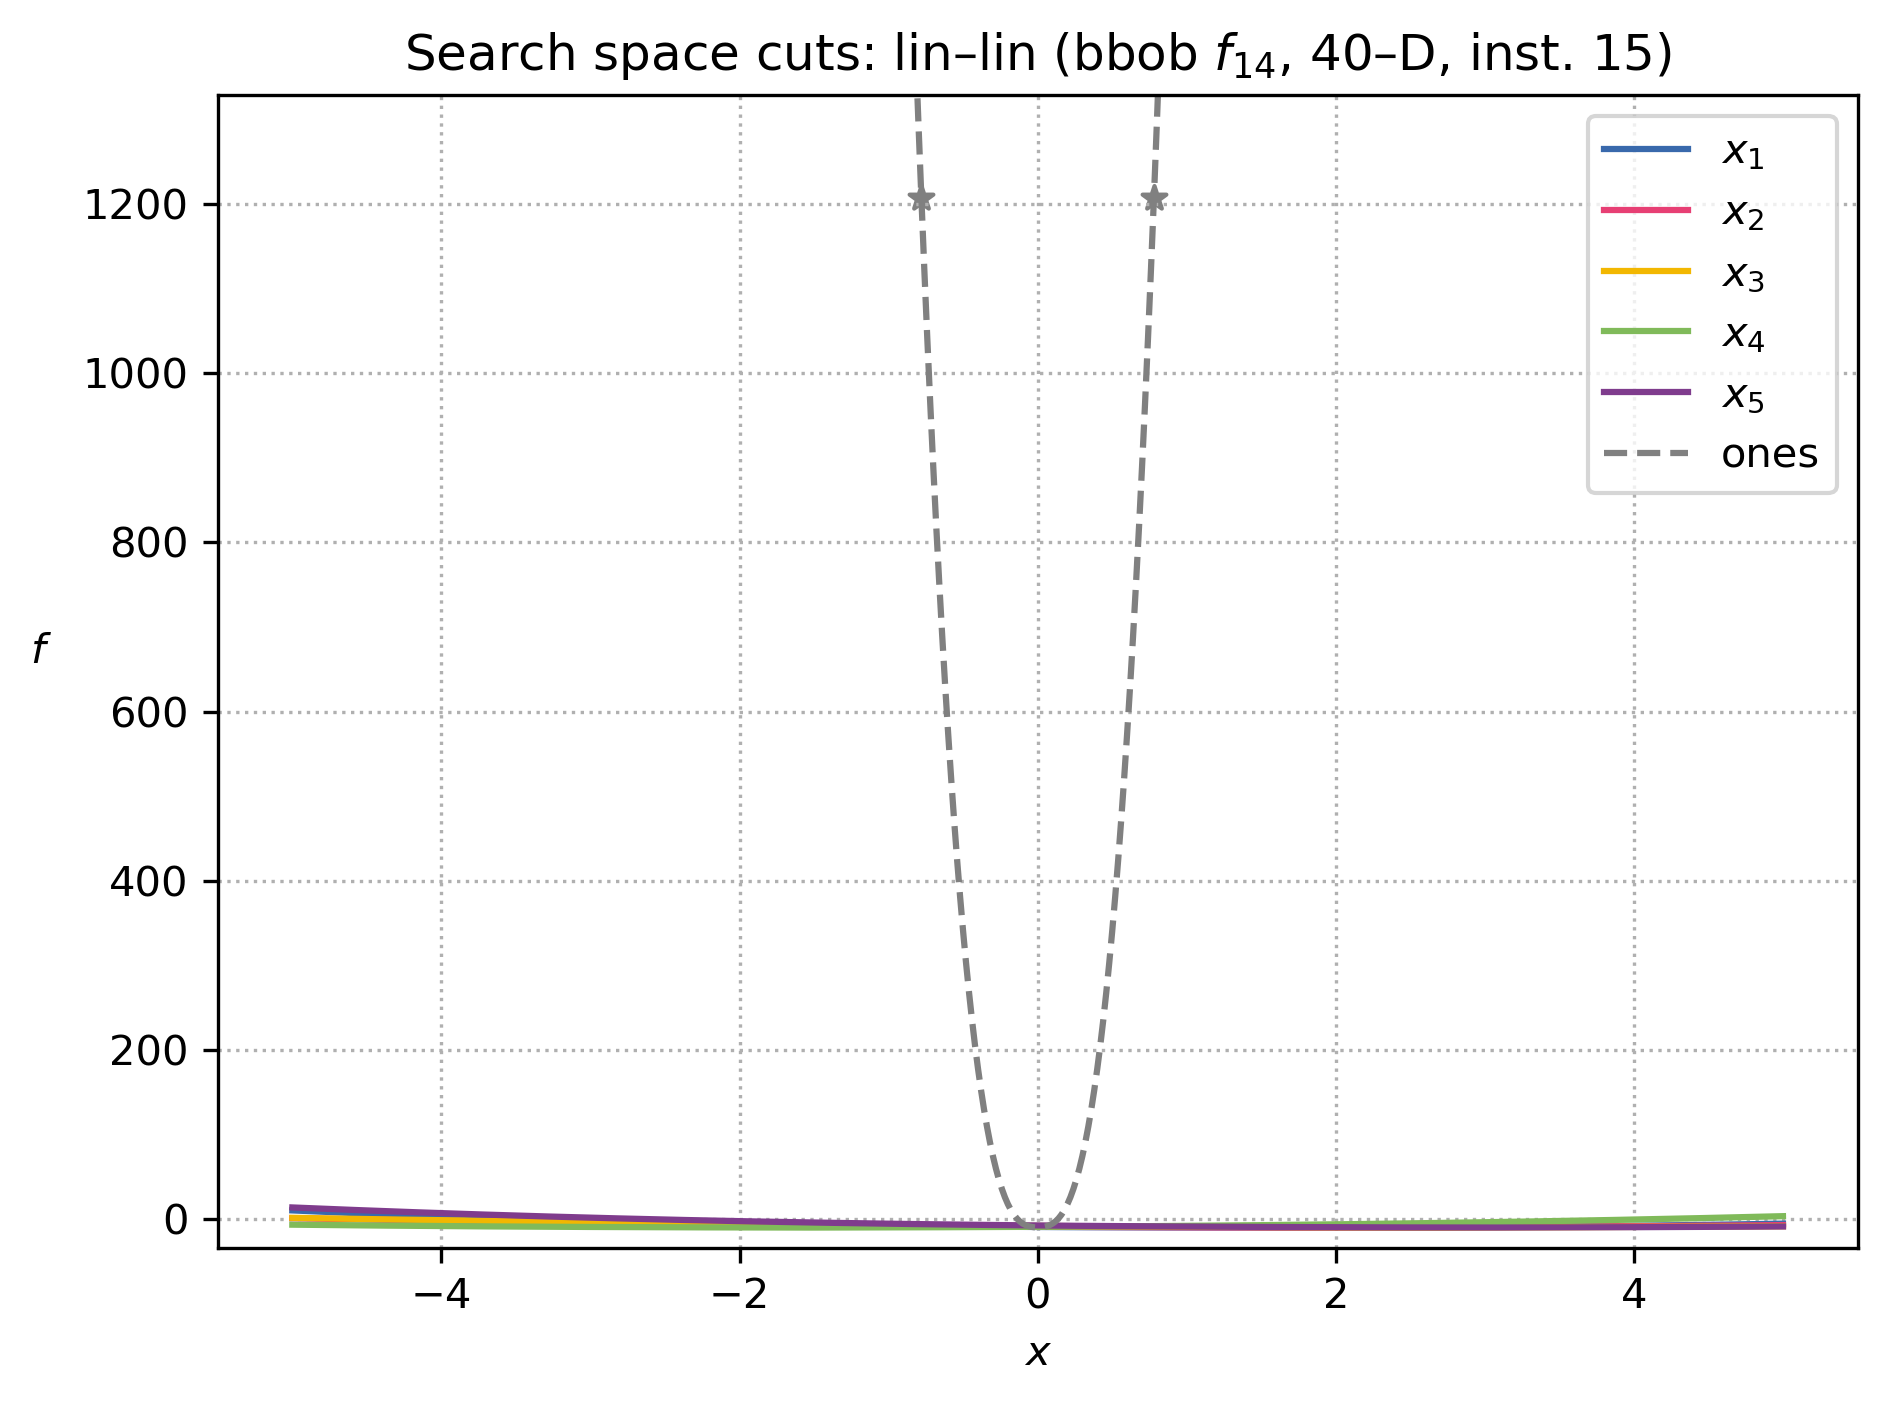 Search space cuts: lin–lin (bbob f₁₄, 40–D, inst. 15)
x₁
x₂
x₃
x₄
x₅
ones
f
1200
1000
800
600
400
200
0
−4 −2 0 2 4
x